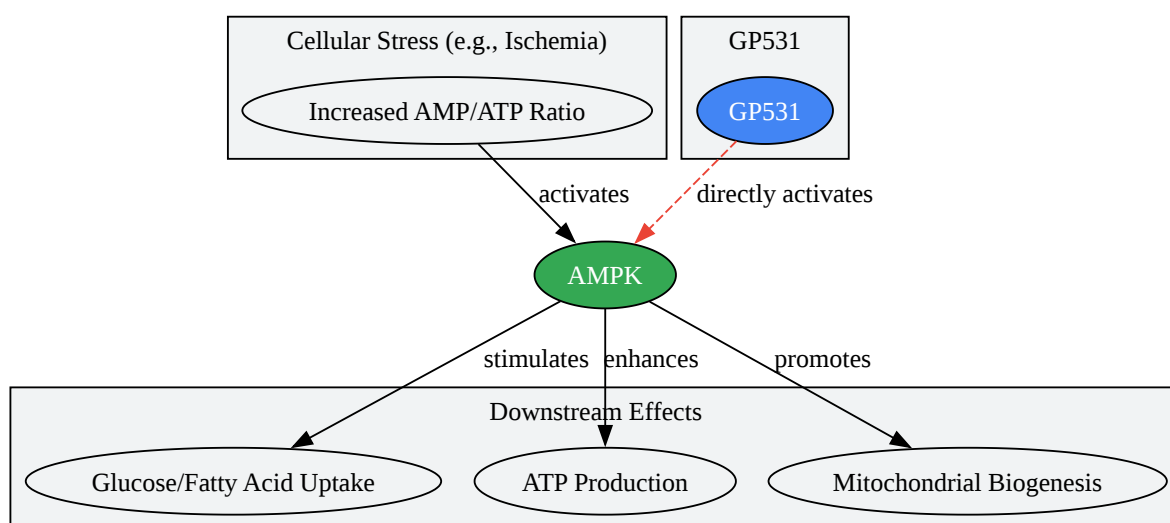 Cellular Stress (e.g., Ischemia)
GP531
Increased AMP/ATP Ratio
GP531
activates
directly activates
AMPK
stimulates
enhances
promotes
Downstream Effects
Glucose/Fatty Acid Uptake
ATP Production
Mitochondrial Biogenesis